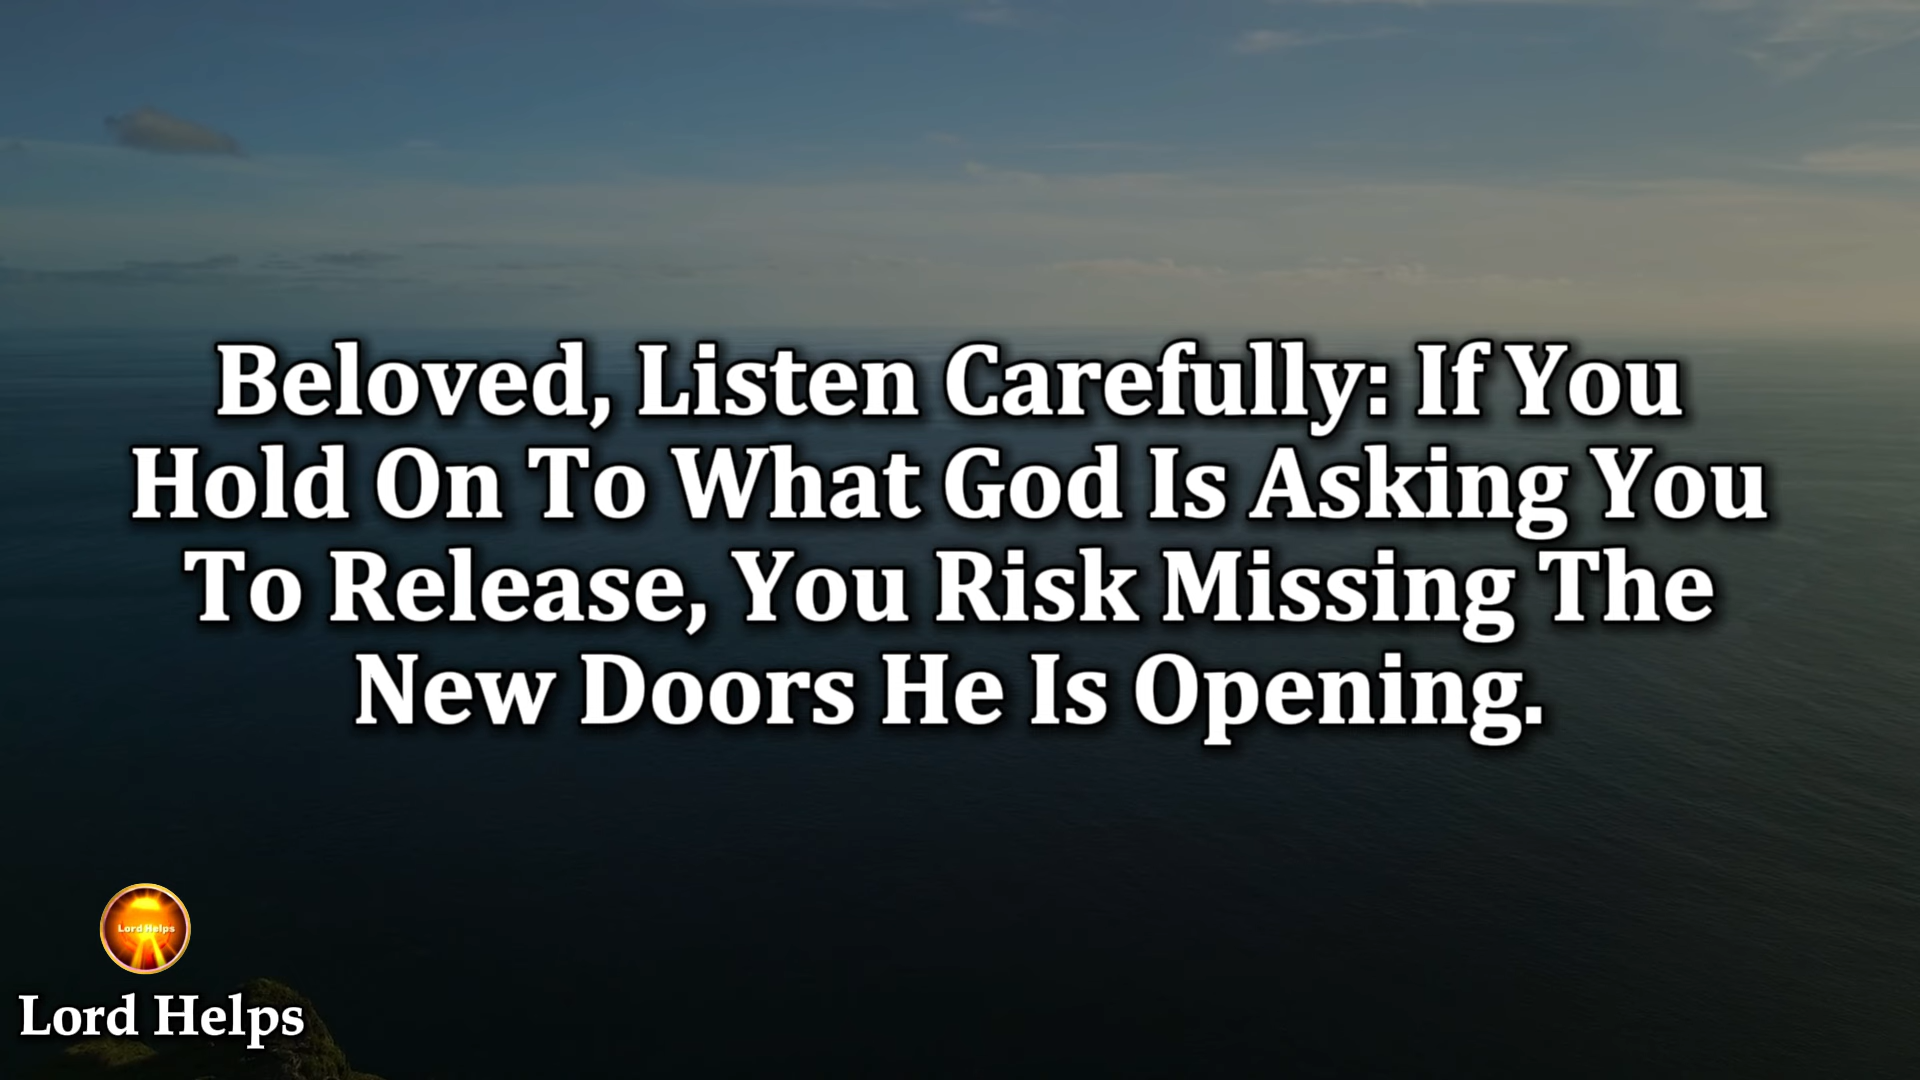 Beloved, Listen Carefully: If You
Hold On To What God Is Asking You
To Release, You Risk Missing The
New Doors He Is Opening.
Lord Helps
Lord Helps